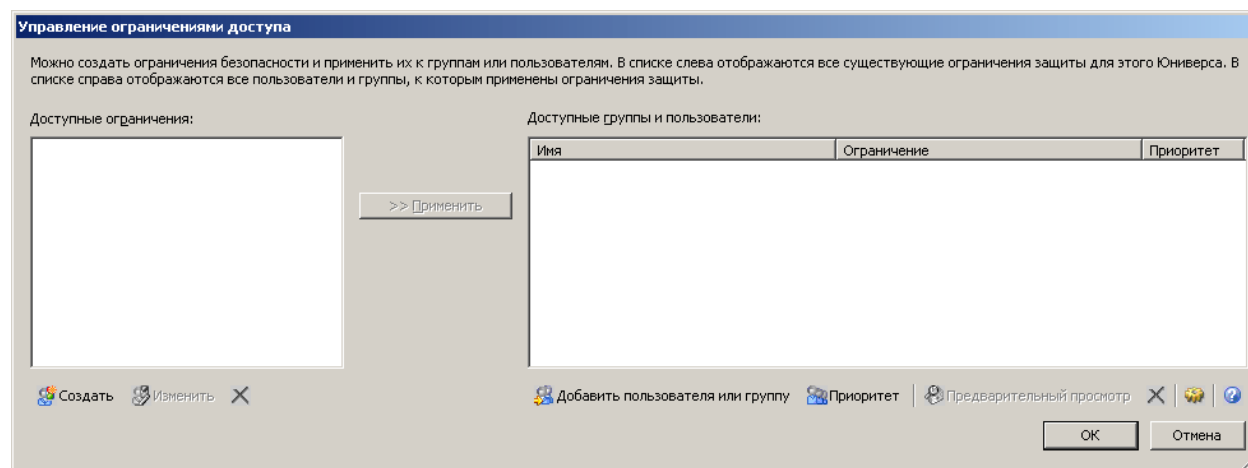 Управление ограничениями доступа
Можно создать ограничения безопасности и применить их к группам или пользователям. В списке слева отображаются все существующие ограничения защиты для этого Юниверса. В
списке справа отображаются все пользователи и группы, к которым применены ограничения защиты.
Доступные ограничения:
Доступные группы и пользователи:
Имя Ограничение Приоритет
>> Применить
Создать Изменить
Добавить пользователя или группу Приоритет Предварительный просмотр
ОК Отмена